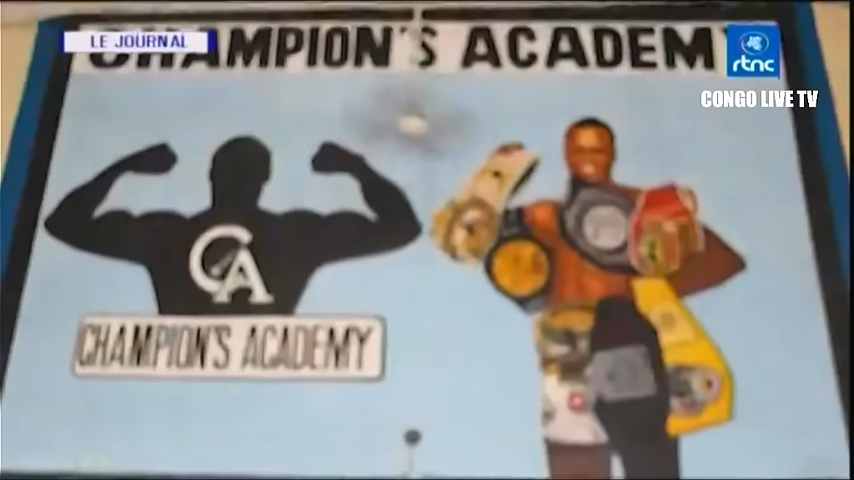 LE JOURNAL
CHAMPION'S ACADEMY
rtnc
CONGO LIVE TV
CA
CHAMPION'S ACADEMY